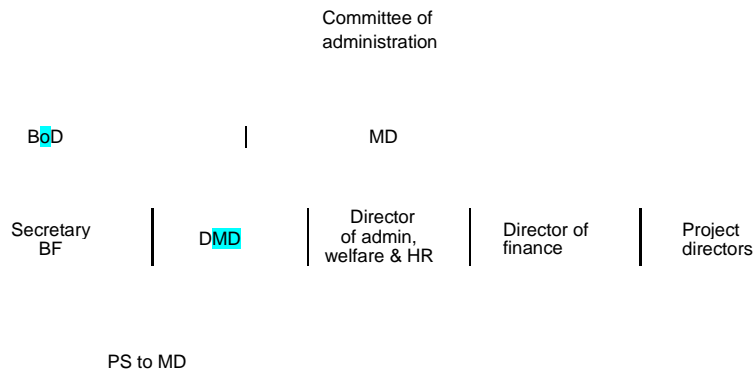 Committee of
administration
BoD
MD
Secretary
BF
DMD
Director
of admin,
welfare & HR
Director of
finance
Project
directors
PS to MD